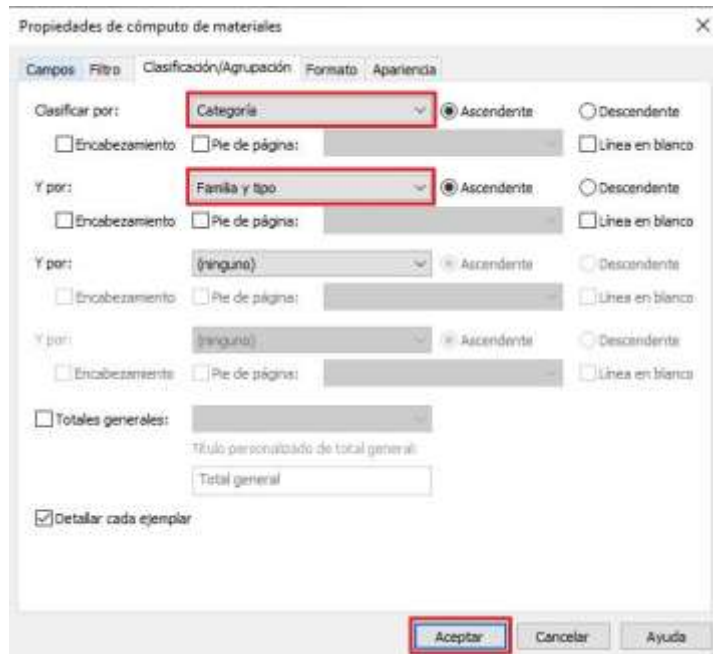 Propiedades de cómputo de materiales
Campos Filtro Clasificación/Agrupación Formato Apariencia
Clasificar por: Categoría Ascendente Descendente
Encabezamiento Pie de página: Línea en blanco
Y por: Familia y tipo Ascendente Descendente
Encabezamiento Pie de página: Línea en blanco
Y por: (ninguno) Ascendente Descendente
Encabezamiento Pie de página: Línea en blanco
Y por: (ninguno) Ascendente Descendente
Encabezamiento Pie de página: Línea en blanco
Totales generales:
Título personalizado de total general:
Total general
Detallar cada ejemplar
Aceptar Cancelar Ayuda